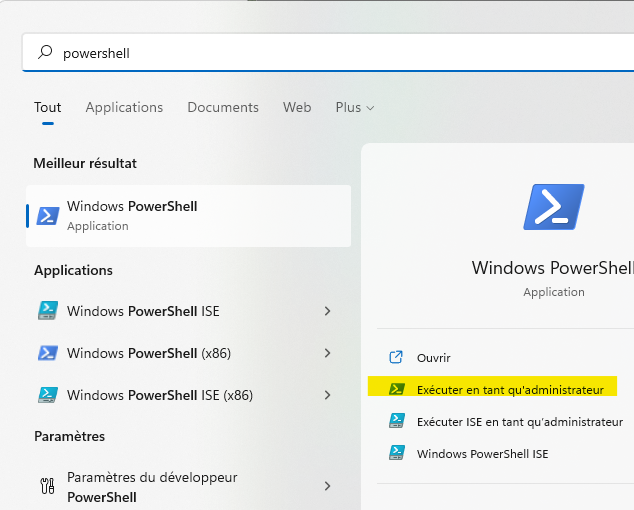 powershell
Tout Applications Documents Web Plus
Meilleur résultat
Windows PowerShell
Application
Applications
Windows PowerShell ISE
Windows PowerShell (x86)
Windows PowerShell ISE (x86)
Paramètres
Paramètres du développeur
PowerShell
Windows PowerShell
Application
Ouvrir
Exécuter en tant qu'administrateur
Exécuter ISE en tant qu'administrateur
Windows PowerShell ISE